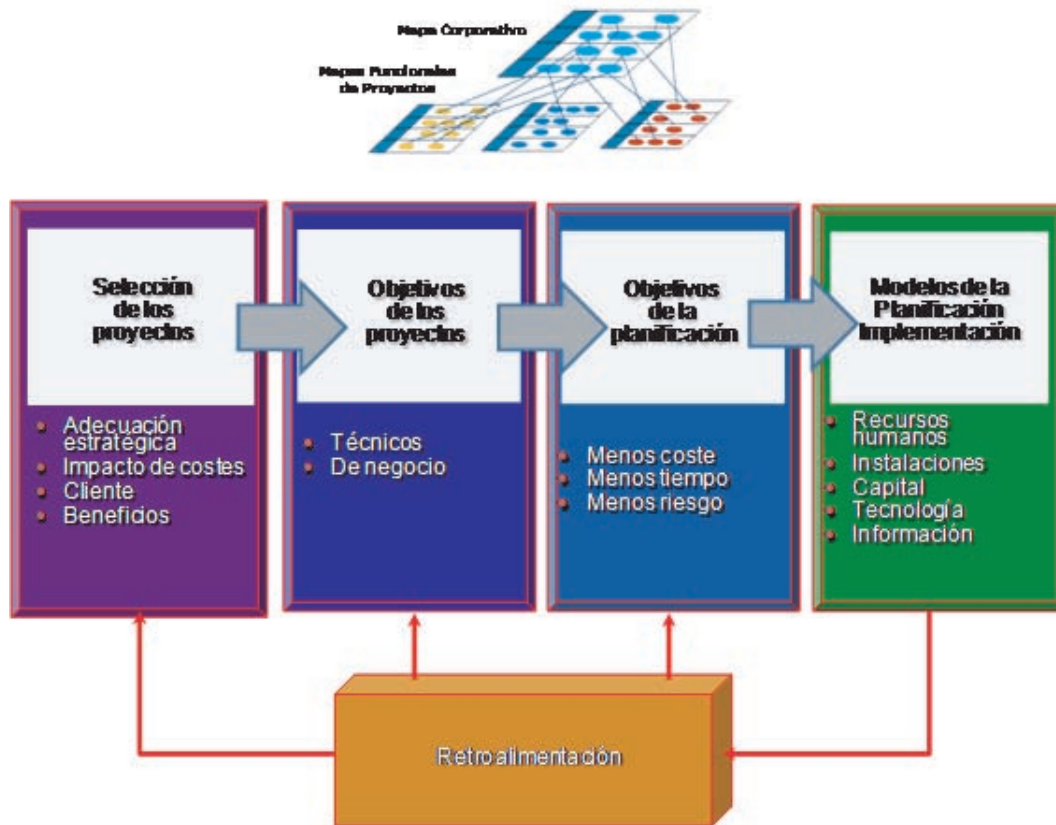 Mapa Corporativo
Mapas Funcionales
de Proyectos
Selección
de los
proyectos
Objetivos
de los
proyectos
Objetivos
de la
planificación
Modelos de la
Planificación
Implementación
Adecuación
estratégica
Impacto de costes
Cliente
Beneficios
Técnicos
De negocio
Menos coste
Menos tiempo
Menos riesgo
Recursos
humanos
Instalaciones
Capital
Tecnología
Información
Retroalimentación